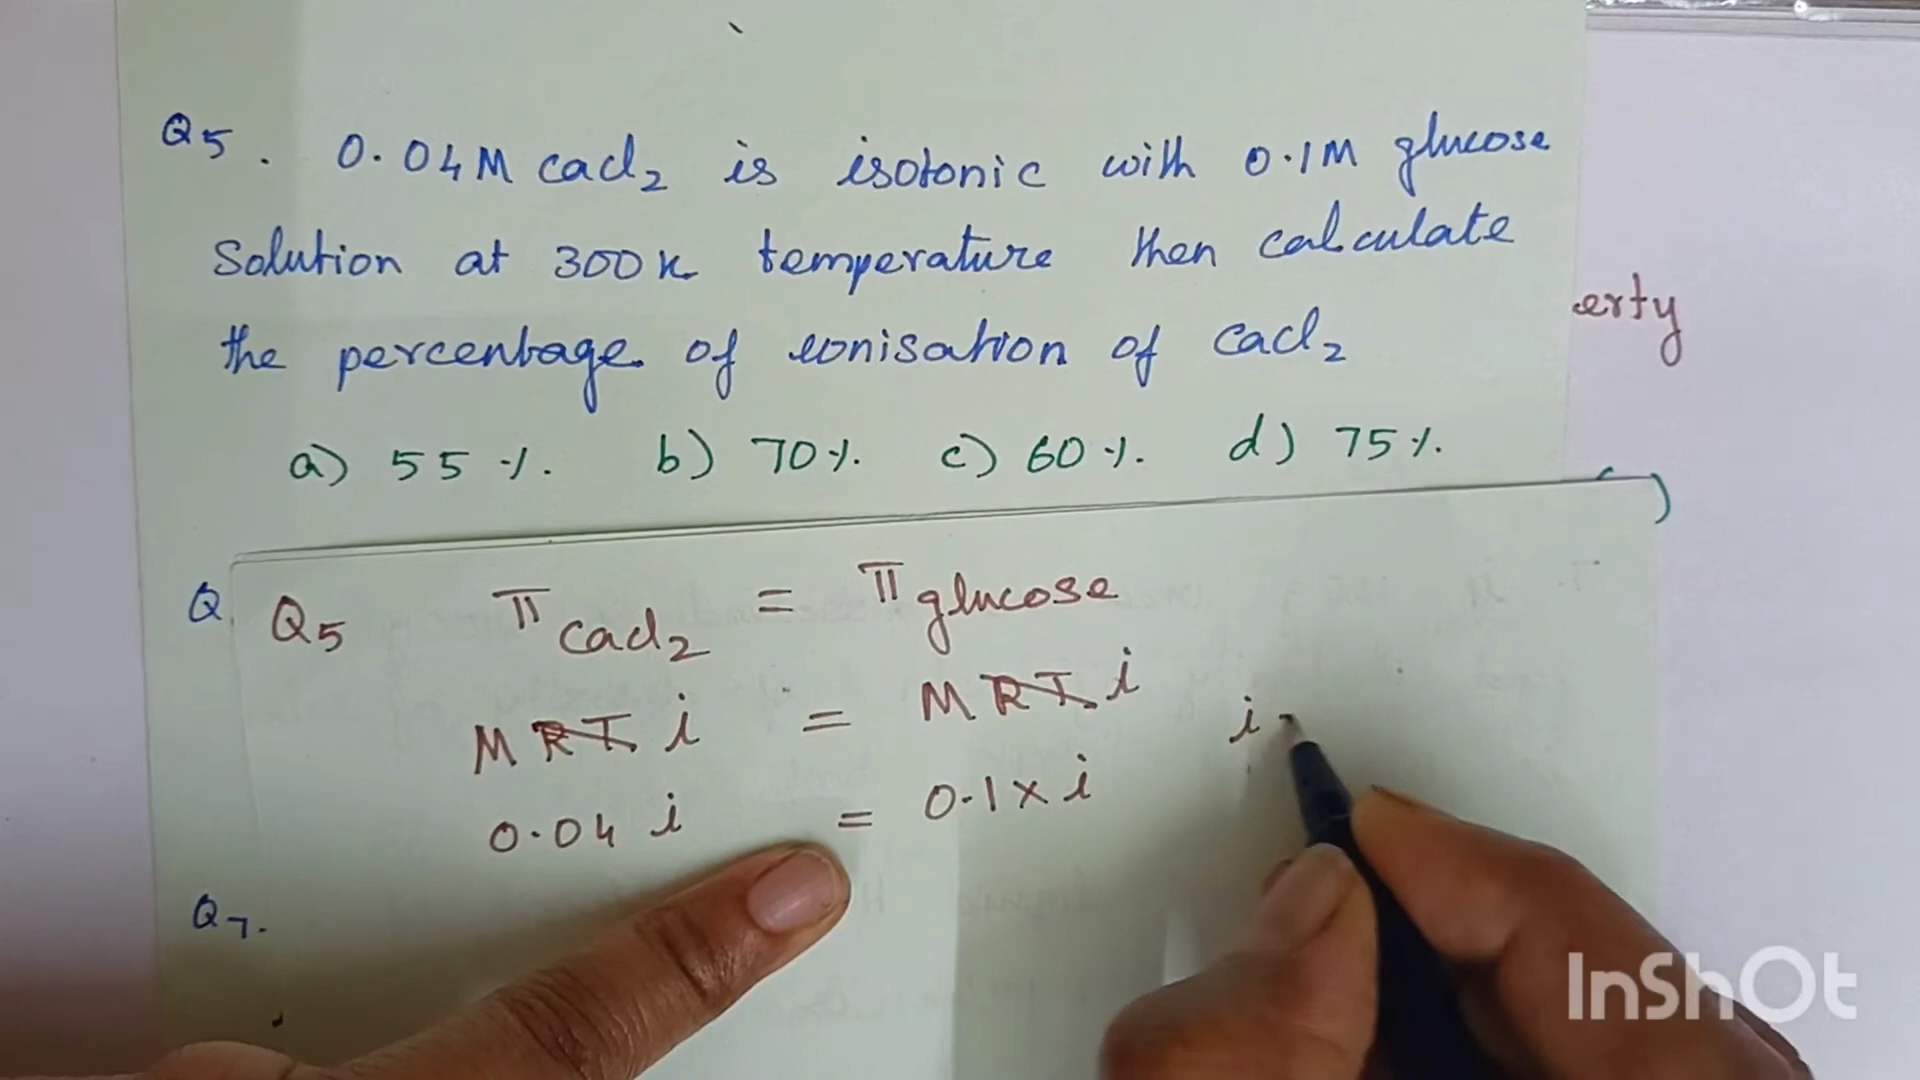 Q5. 0.04M cacl2 is isotonic with 0.1M glucose
Solution at 300K temperature then calculate
the percentage of ionisation of cacl2
a) 55%. b) 70%. c) 60%. d) 75%.
erty
)
Q
Q5 π cacl2 = π glucose
MRT i = MRT i
i -
0.04 i = 0.1 x i
Q7.
InShOt